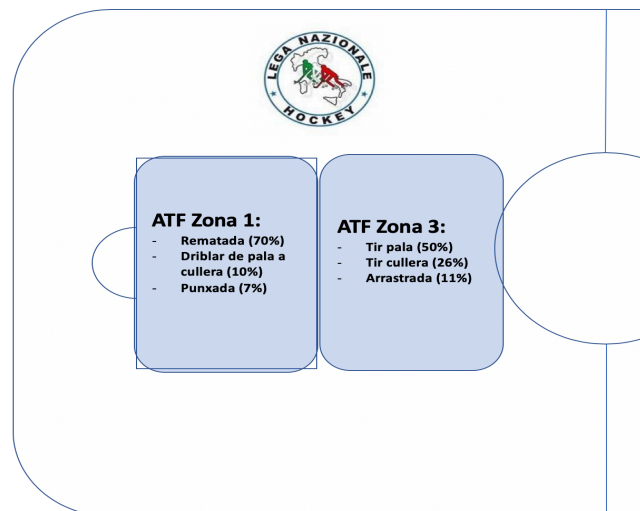 LEGA NAZIONALE
HOCKEY
ATF Zona 1:
- Rematada (70%)
- Driblar de pala a
cullera (10%)
- Punxada (7%)
ATF Zona 3:
- Tir pala (50%)
- Tir cullera (26%)
- Arrastrada (11%)